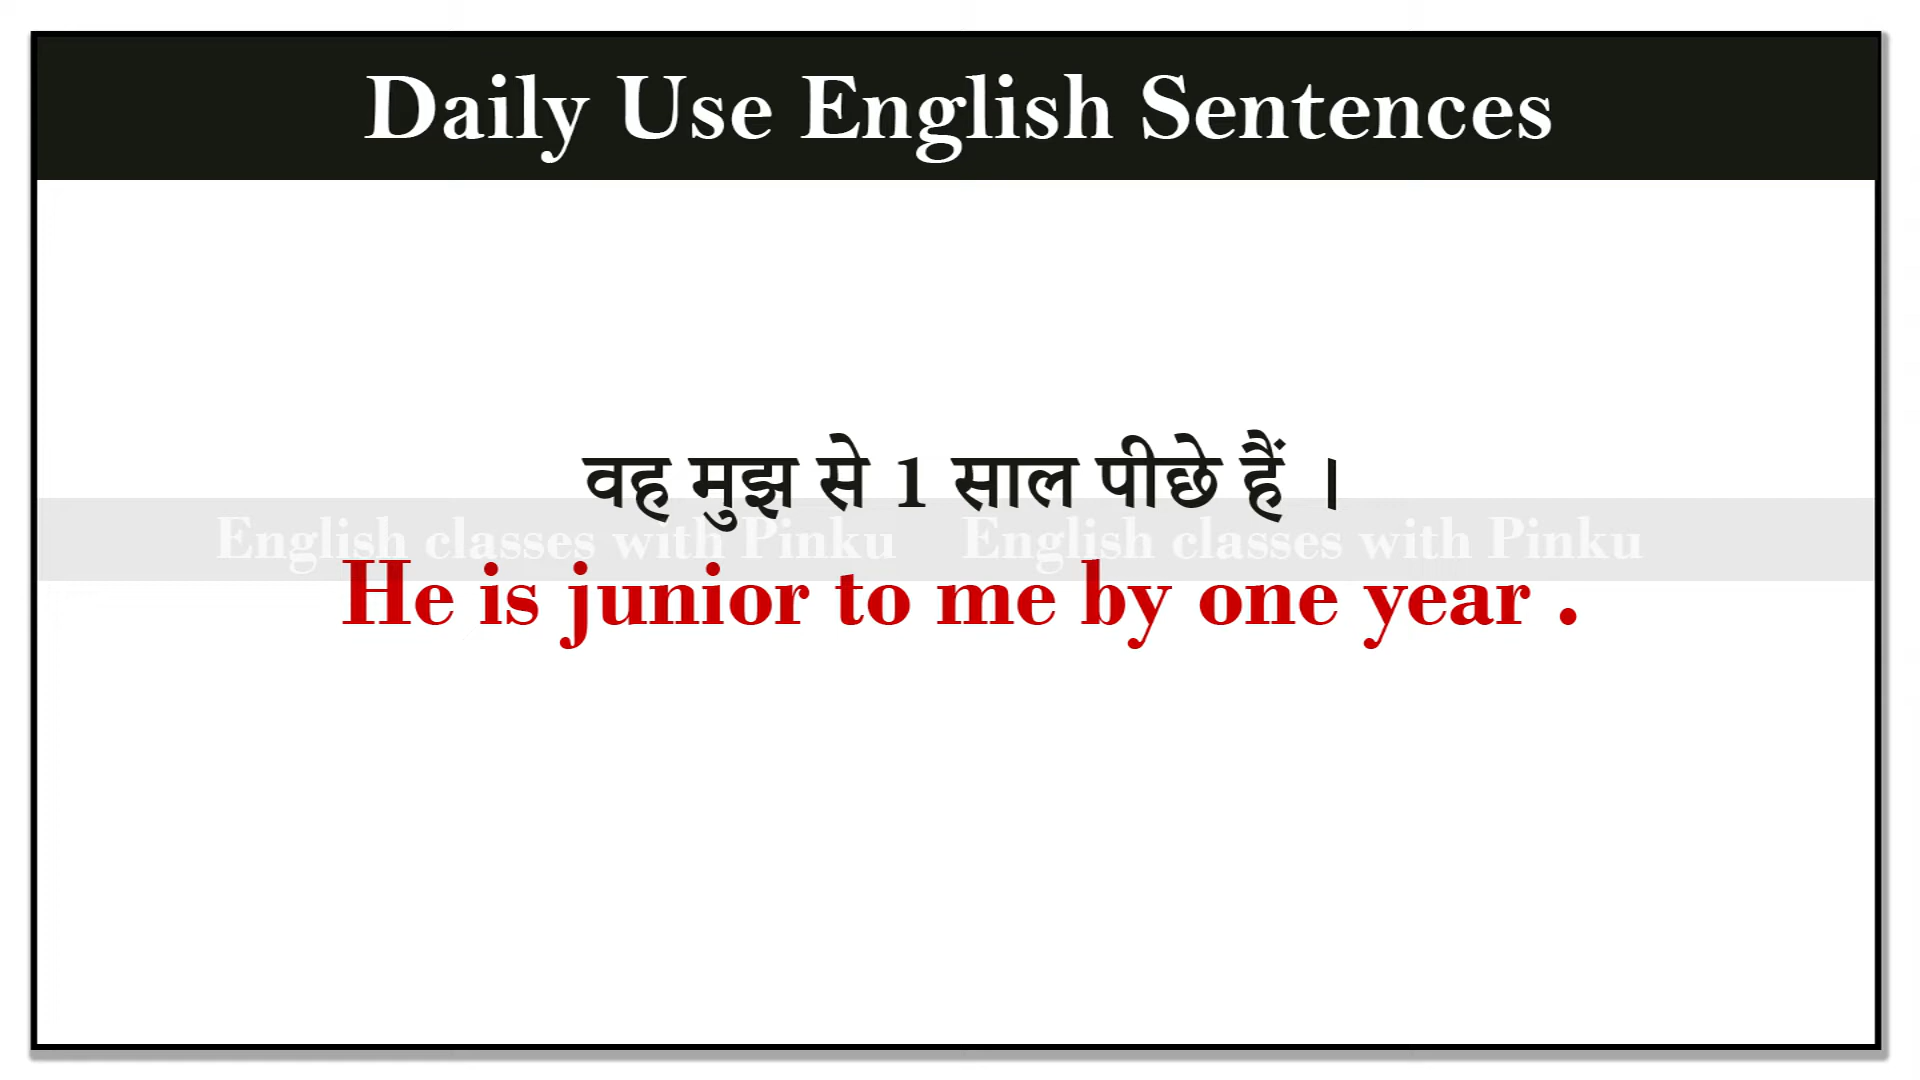 Daily Use English Sentences
वह मुझ से 1 साल पीछे हैं ।
English classes with Pinku English classes with Pinku
He is junior to me by one year .